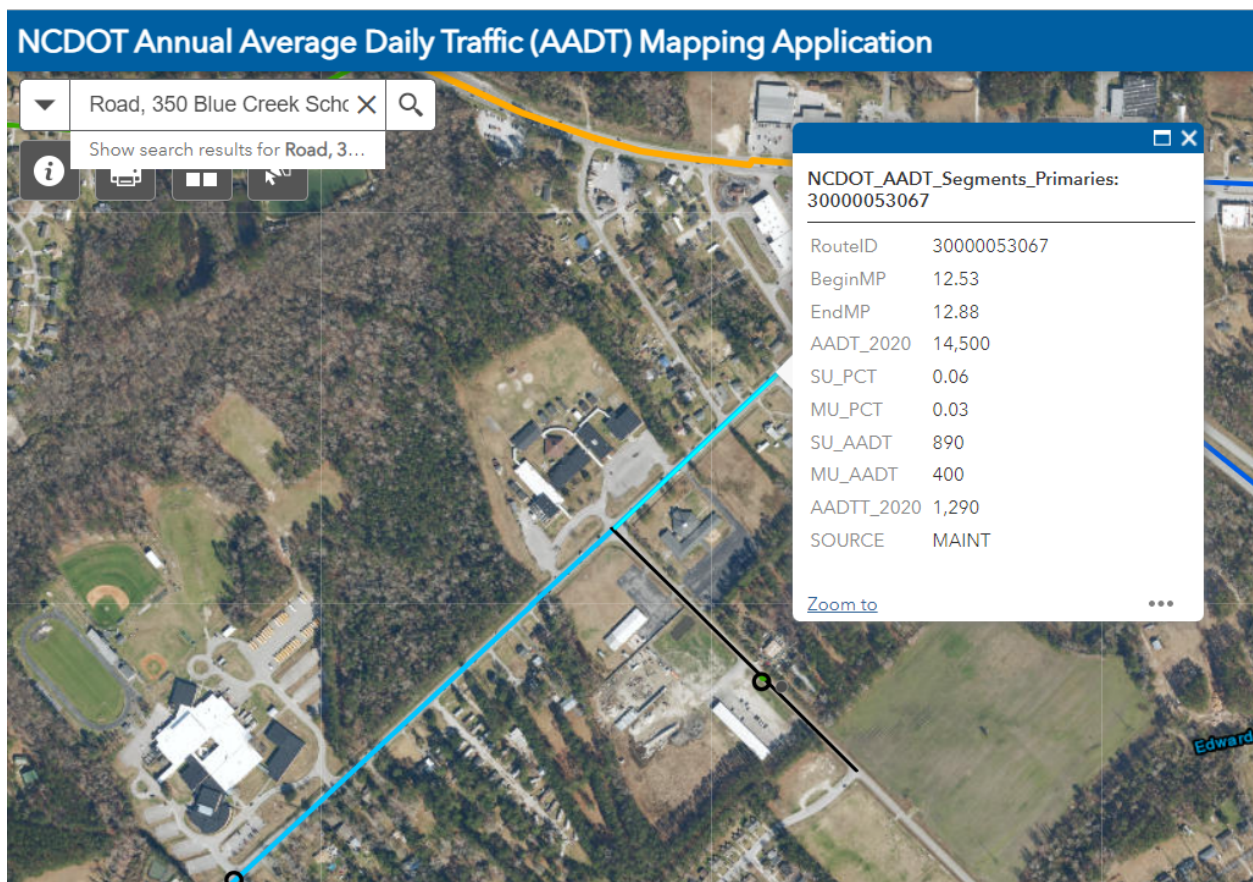 NCDOT Annual Average Daily Traffic (AADT) Mapping Application
Road, 350 Blue Creek Scho
Show search results for Road, 3...
NCDOT_AADT_Segments_Primaries:
30000053067
RouteID 30000053067
BeginMP 12.53
EndMP 12.88
AADT_2020 14,500
SU_PCT 0.06
MU_PCT 0.03
SU_AADT 890
MU_AADT 400
AADTT_2020 1,290
SOURCE MAINT
Zoom to
Edward